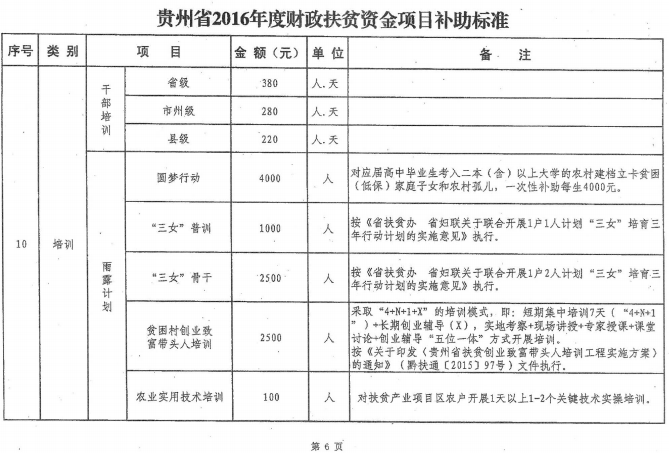 贵州省2016年度财政扶贫资金项目补助标准
序号 类 别 项 目 金 额（元） 单 位 备 注
10 培训
干部培训
省级 380 人.天
市州级 280 人.天
县级 220 人.天
雨露计划
圆梦行动 4000 人
对应届高中毕业生考入二本（含）以上大学的农村建档立卡贫困
（低保）家庭子女和农村孤儿，一次性补助每生4000元。
“三女”普训 1000 人
按《省扶贫办 省妇联关于联合开展1户1人计划“三女”培育三
年行动计划的实施意见》执行。
“三女”骨干 2500 人
按《省扶贫办 省妇联关于联合开展1户2人计划“三女”培育三
年行动计划的实施意见》执行。
贫困村创业致
富带头人培训 2500 人
采取“4+N+1+X”的培训模式，即：短期集中培训7天（“4+N+1
”）+长期创业辅导（X），实地考察+现场讲授+专家授课+课堂
讨论+创业辅导“五位一体”方式开展培训。
按《关于印发（贵州省扶贫创业致富带头人培训工程实施方案）
的通知》（黔扶通〔2015〕97号）文件执行。
农业实用技术培训 100 人
对扶贫产业项目区农户开展1天以上1-2个关键技术实操培训。
第 6 页